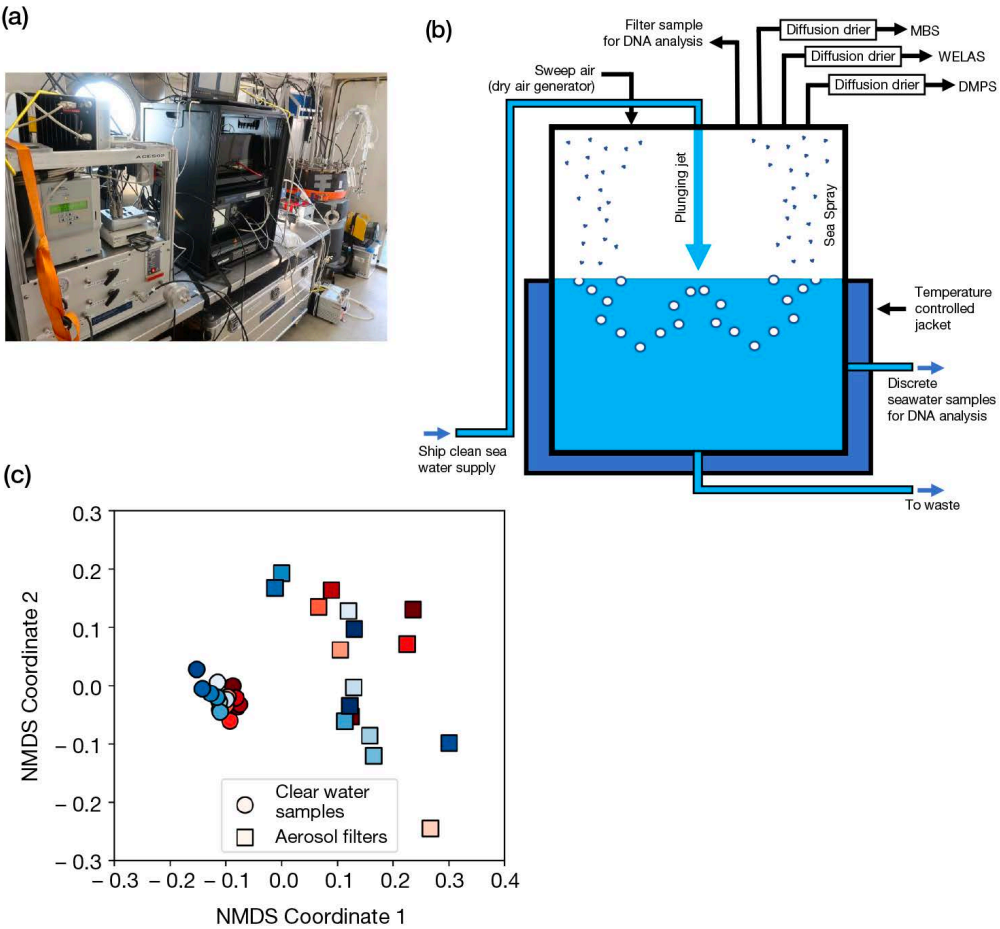 (a)
ACES02
(b)
Filter sample
for DNA analysis
Diffusion drier
MBS
Diffusion drier
WELAS
Diffusion drier
DMPS
Sweep air
(dry air generator)
Plunging jet
Sea Spray
Temperature
controlled
jacket
Discrete
seawater samples
for DNA analysis
Ship clean sea
water supply
To waste
(c)
NMDS Coordinate 2
0.3
0.2
0.1
0.0
− 0.1
− 0.2
− 0.3
Clear water
samples
Aerosol filters
− 0.3
− 0.2
− 0.1
0.0
0.1
0.2
0.3
0.4
NMDS Coordinate 1